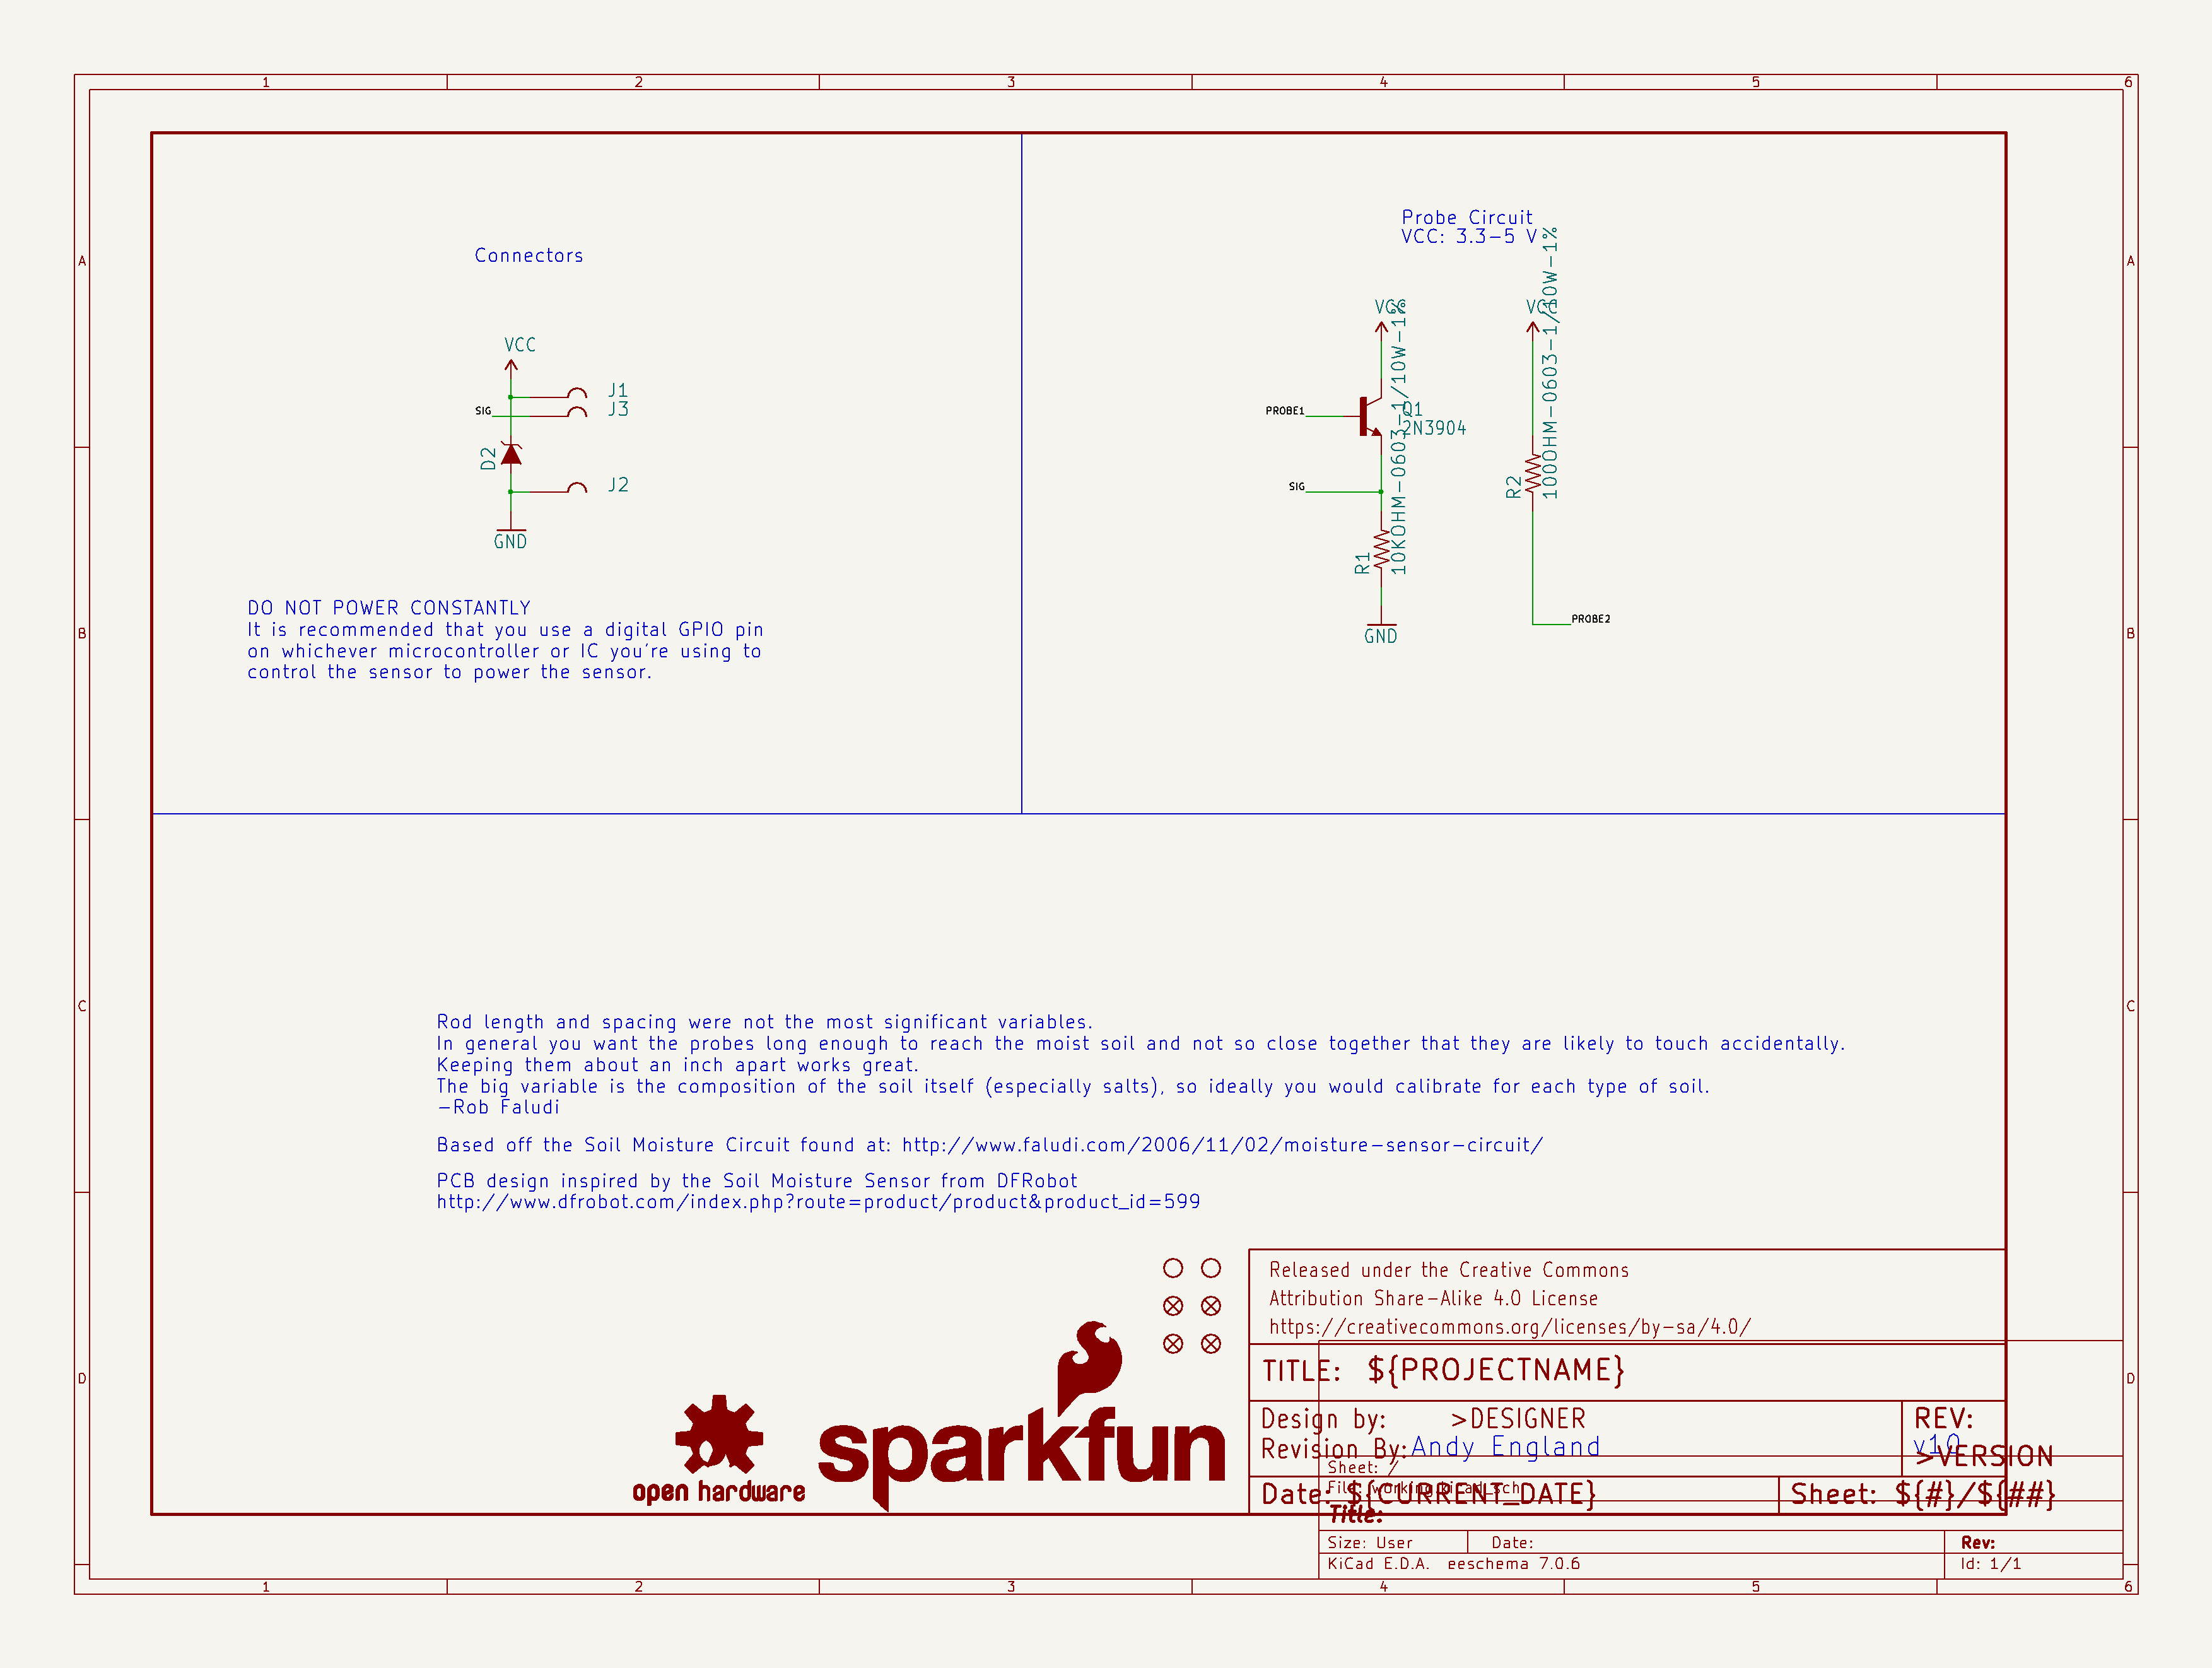 1 2 3 4 5 6
A A
B B
C C
D D
Connectors
VCC
J1
SIG J3
D2
J2
GND
DO NOT POWER CONSTANTLY
It is recommended that you use a digital GPIO pin
on whichever microcontroller or IC you're using to
control the sensor to power the sensor.
Probe Circuit
VCC: 3.3-5 V
VCC
VCC
PROBE1
Q1
2N3904
SIG
R1
10KOHM-0603-1/10W-1%
GND
R2
100OHM-0603-1/10W-1%
PROBE2
Rod length and spacing were not the most significant variables.
In general you want the probes long enough to reach the moist soil and not so close together that they are likely to touch accidentally.
Keeping them about an inch apart works great.
The big variable is the composition of the soil itself (especially salts), so ideally you would calibrate for each type of soil.
-Rob Faludi
Based off the Soil Moisture Circuit found at: http://www.faludi.com/2006/11/02/moisture-sensor-circuit/
PCB design inspired by the Soil Moisture Sensor from DFRobot
http://www.dfrobot.com/index.php?route=product/product&product_id=599
open hardware
sparkfun
Released under the Creative Commons
Attribution Share-Alike 4.0 License
https://creativecommons.org/licenses/by-sa/4.0/
TITLE: ${PROJECTNAME}
Design by: >DESIGNER
Revision By: Andy England
REV:
v10
>VERSION
Date: ${CURRENT_DATE}
Sheet: ${#}/${##}
Sheet: /
File: working.kicad_sch
Title:
Size: User Date: Rev:
KiCad E.D.A. eeschema 7.0.6 Id: 1/1
1 2 3 4 5 6